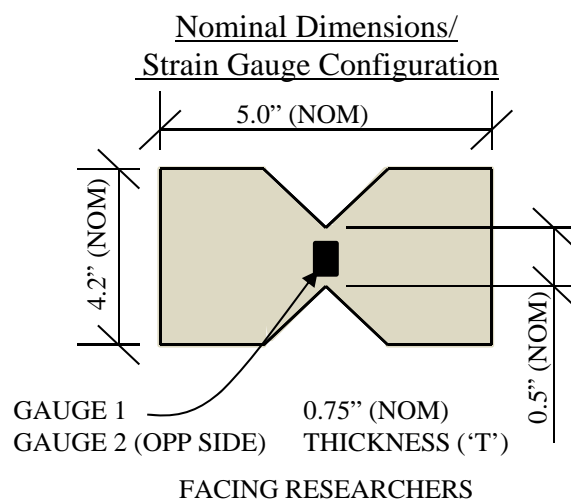 Nominal Dimensions/
Strain Gauge Configuration
5.0” (NOM)
4.2” (NOM)
0.5” (NOM)
GAUGE 1
GAUGE 2 (OPP SIDE)
0.75” (NOM)
THICKNESS (‘T’)
FACING RESEARCHERS